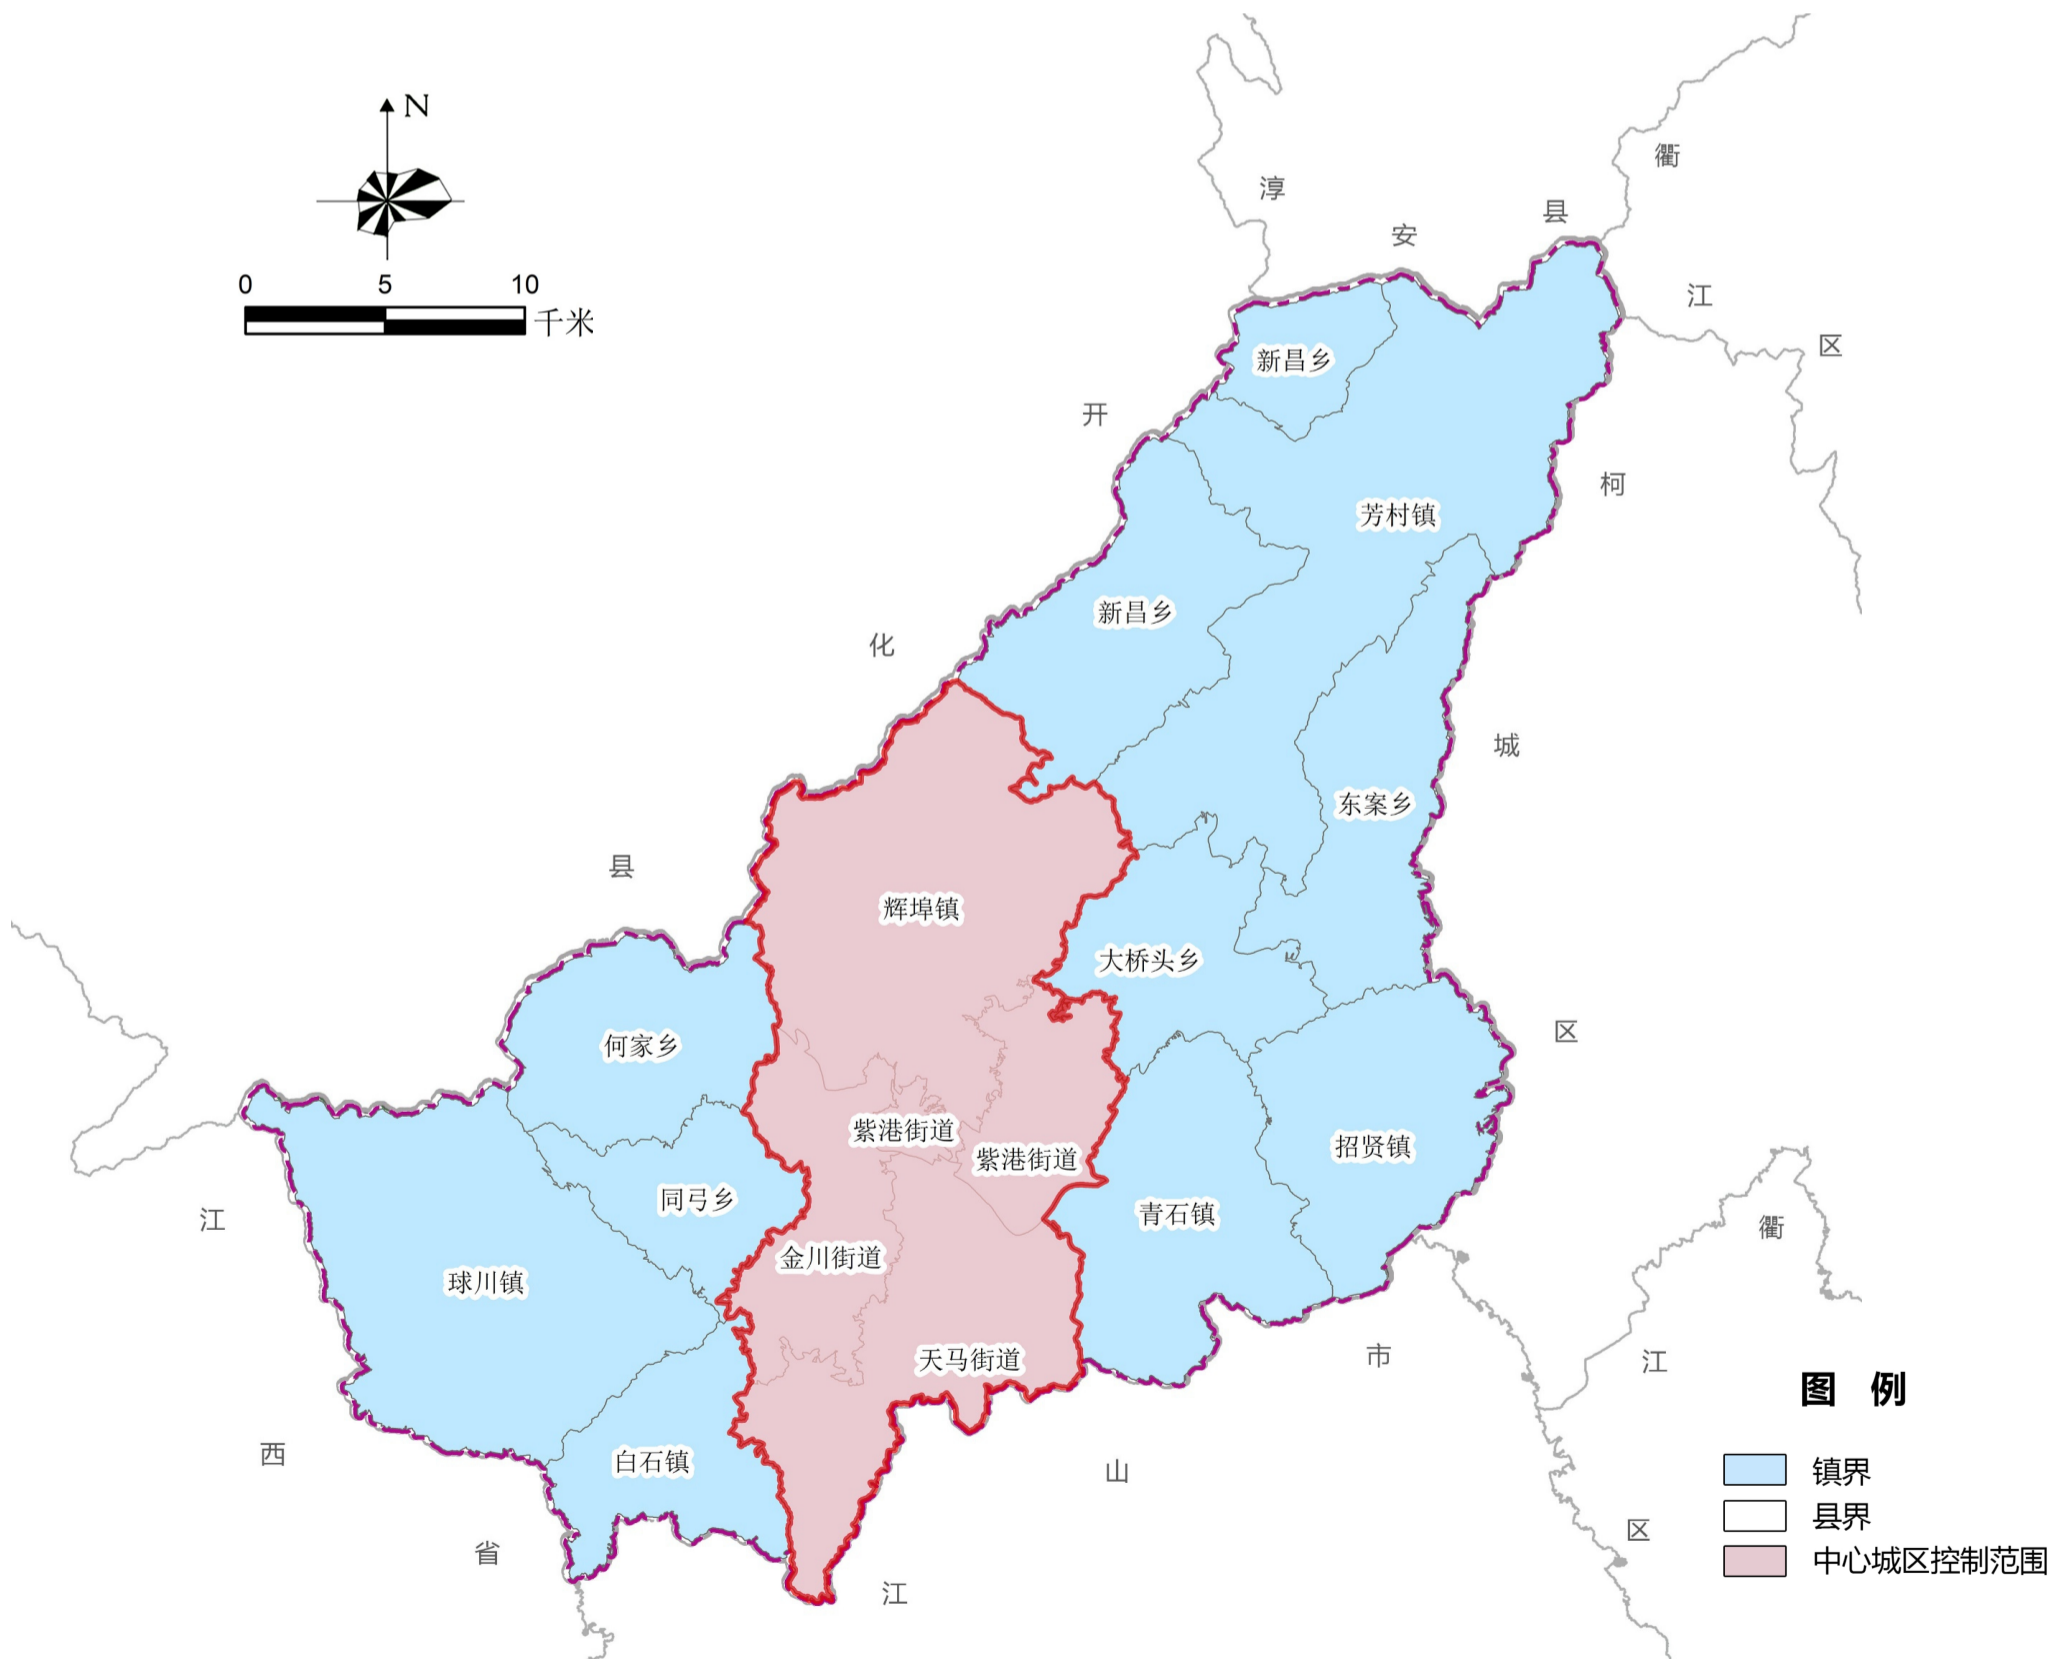 N
0 5 10
千米
淳
安
县
衢
江
区
开
化
县
柯
城
区
江
西
省
江
山
市
衢
江
区
新昌乡
芳村镇
新昌乡
东案乡
辉埠镇
大桥头乡
何家乡
紫港街道
紫港街道
招贤镇
同弓乡
青石镇
金川街道
球川镇
天马街道
白石镇
图 例
镇界
县界
中心城区控制范围